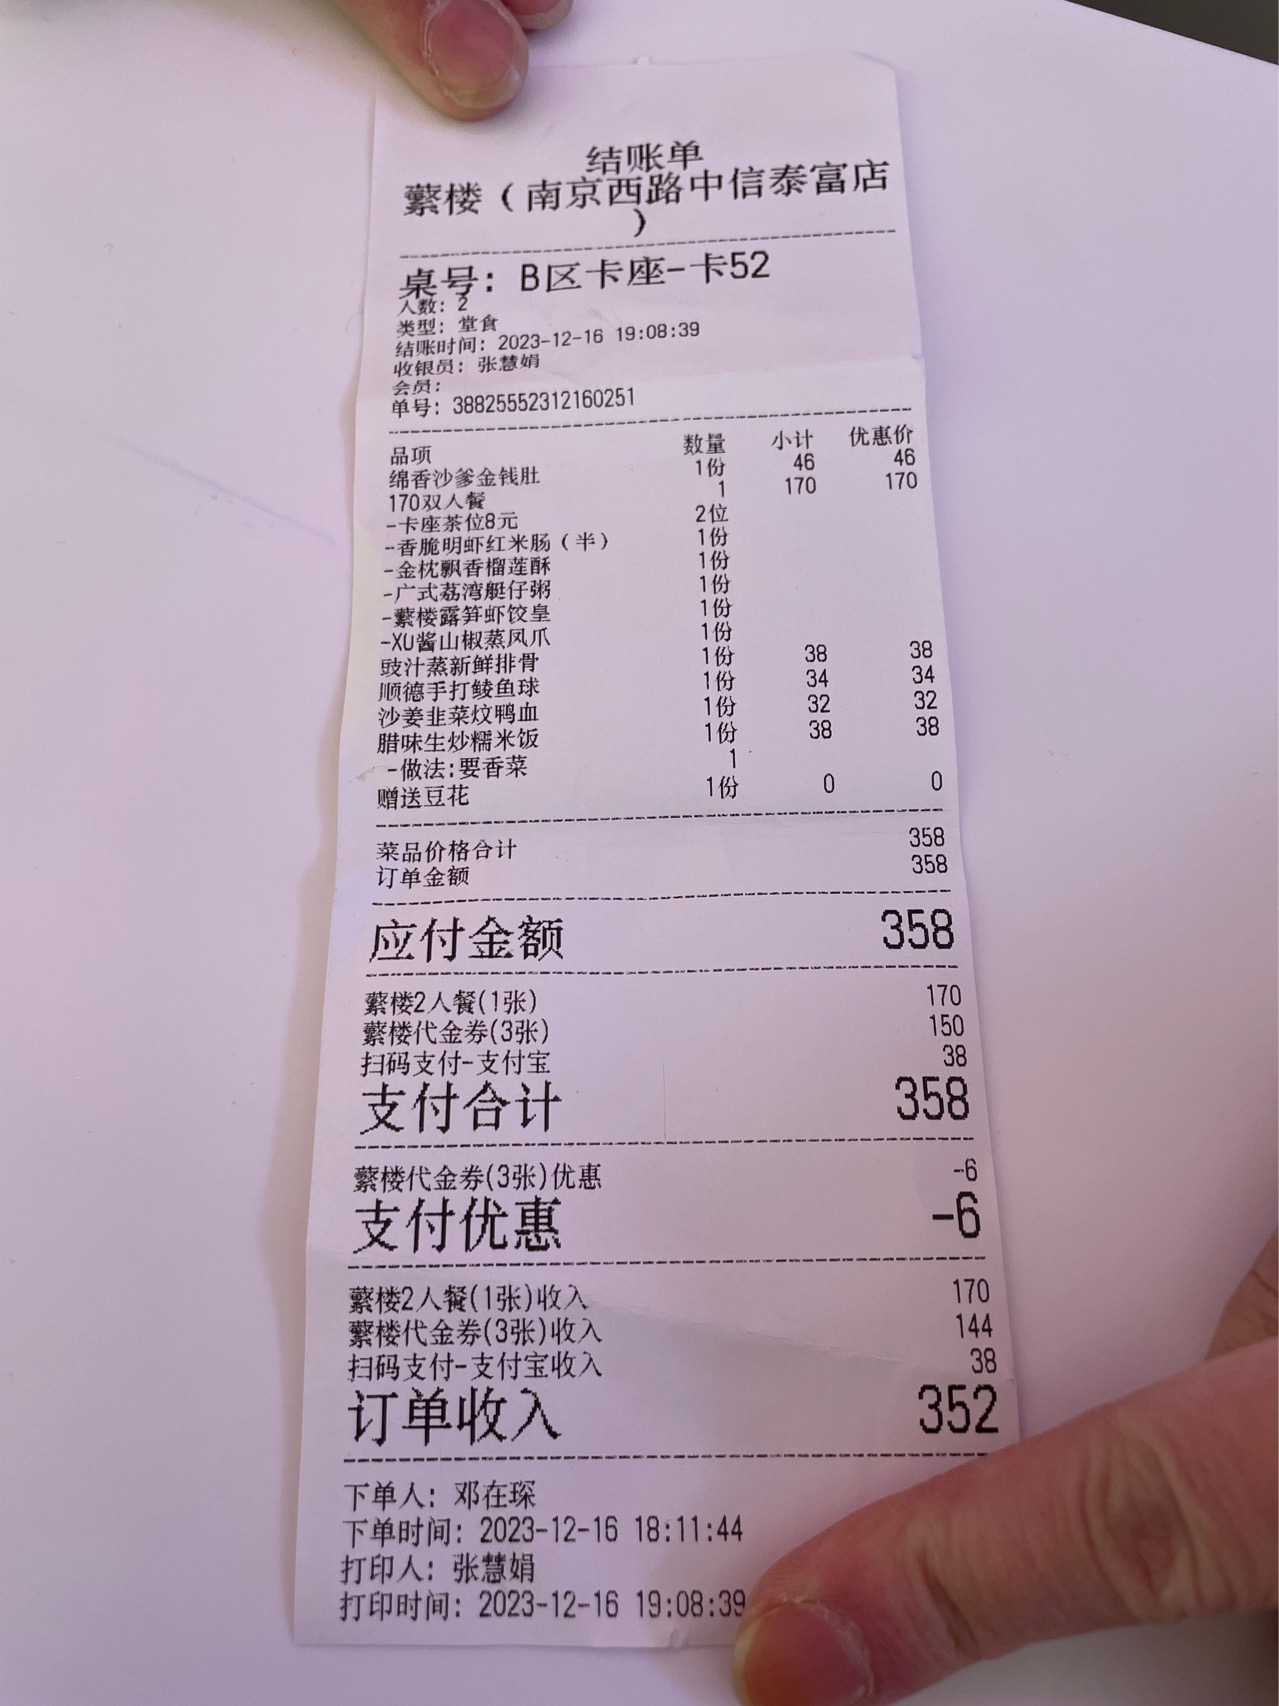 结账单
蘩楼（南京西路中信泰富店
）
桌号：B区卡座-卡52
人数：2
类型：堂食
结账时间：2023-12-16 19:08:39
收银员：张慧娟
会员：
单号：38825552312160251
品项 数量 小计 优惠价
绵香沙爹金钱肚 1份 46 46
170双人餐 1 170 170
-卡座茶位8元 2位
-香脆明虾红米肠（半） 1份
-金枕飘香榴莲酥 1份
-广式荔湾艇仔粥 1份
-蘩楼露笋虾饺皇 1份
-XU酱山椒蒸凤爪 1份
豉汁蒸新鲜排骨 1份 38 38
顺德手打鲮鱼球 1份 34 34
沙姜韭菜炆鸭血 1份 32 32
腊味生炒糯米饭 1份 38 38
-做法:要香菜 1
赠送豆花 1份 0 0
菜品价格合计 358
订单金额 358
应付金额 358
蘩楼2人餐(1张) 170
蘩楼代金券(3张) 150
扫码支付-支付宝 38
支付合计 358
蘩楼代金券(3张)优惠 -6
支付优惠 -6
蘩楼2人餐(1张)收入 170
蘩楼代金券(3张)收入 144
扫码支付-支付宝收入 38
订单收入 352
下单人：邓在琛
下单时间：2023-12-16 18:11:44
打印人：张慧娟
打印时间：2023-12-16 19:08:39